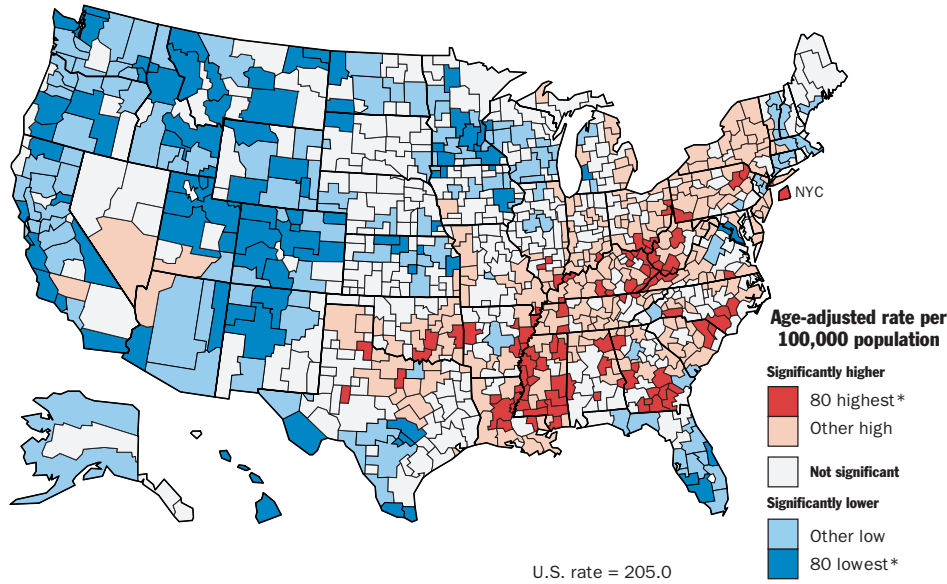 NYC
Age-adjusted rate per
100,000 population
Significantly higher
80 highest*
Other high
Not significant
Significantly lower
Other low
80 lowest*
U.S. rate = 205.0